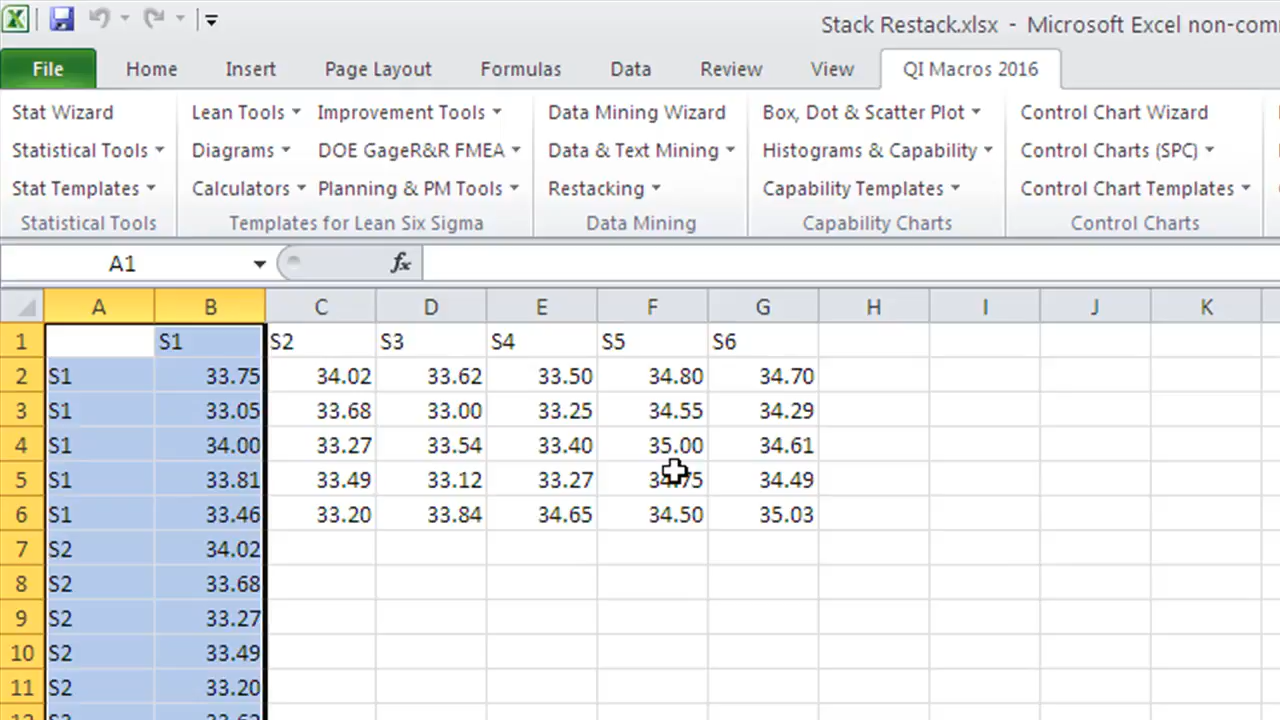 Stack Restack.xlsx - Microsoft Excel non-com
File Home Insert Page Layout Formulas Data Review View QI Macros 2016
Stat Wizard Lean Tools Improvement Tools Data Mining Wizard Box, Dot & Scatter Plot Control Chart Wizard
Statistical Tools Diagrams DOE GageR&R FMEA Data & Text Mining Histograms & Capability Control Charts (SPC)
Stat Templates Calculators Planning & PM Tools Restacking Capability Templates Control Chart Templates
Statistical Tools Templates for Lean Six Sigma Data Mining Capability Charts Control Charts
A1 fx
A B C D E F G H I J K
1 S1 S2 S3 S4 S5 S6
2 S1 33.75 34.02 33.62 33.50 34.80 34.70
3 S1 33.05 33.68 33.00 33.25 34.55 34.29
4 S1 34.00 33.27 33.54 33.40 35.00 34.61
5 S1 33.81 33.49 33.12 33.27 34.75 34.49
6 S1 33.46 33.20 33.84 34.65 34.50 35.03
7 S2 34.02
8 S2 33.68
9 S2 33.27
10 S2 33.49
11 S2 33.20